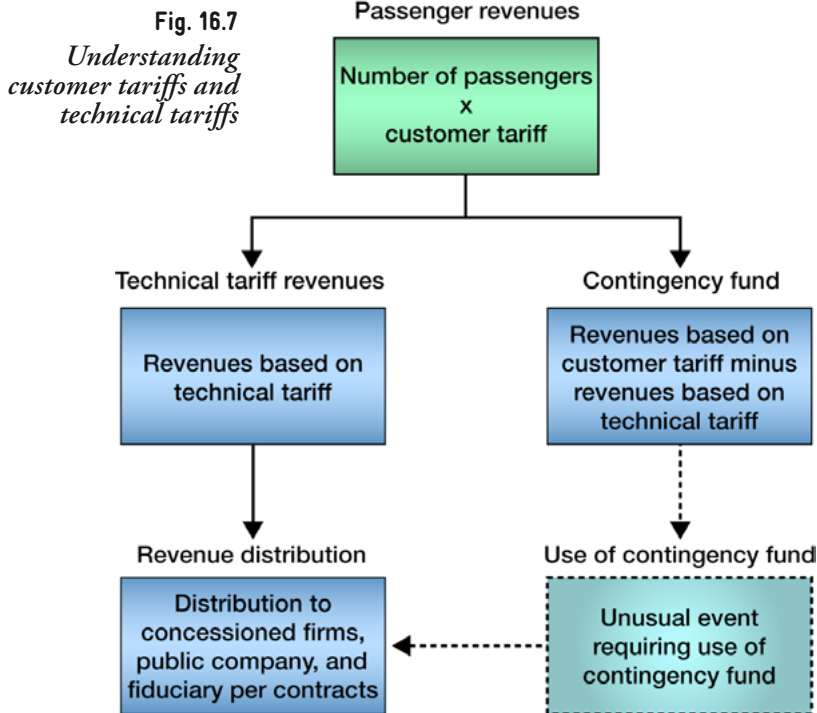 Fig. 16.7
Understanding
customer tariffs and
technical tariffs
Passenger revenues
Number of passengers
x
customer tariff
Technical tariff revenues
Revenues based on
technical tariff
Contingency fund
Revenues based on
customer tariff minus
revenues based on
technical tariff
Revenue distribution
Distribution to
concessioned firms,
public company, and
fiduciary per contracts
Use of contingency fund
Unusual event
requiring use of
contingency fund